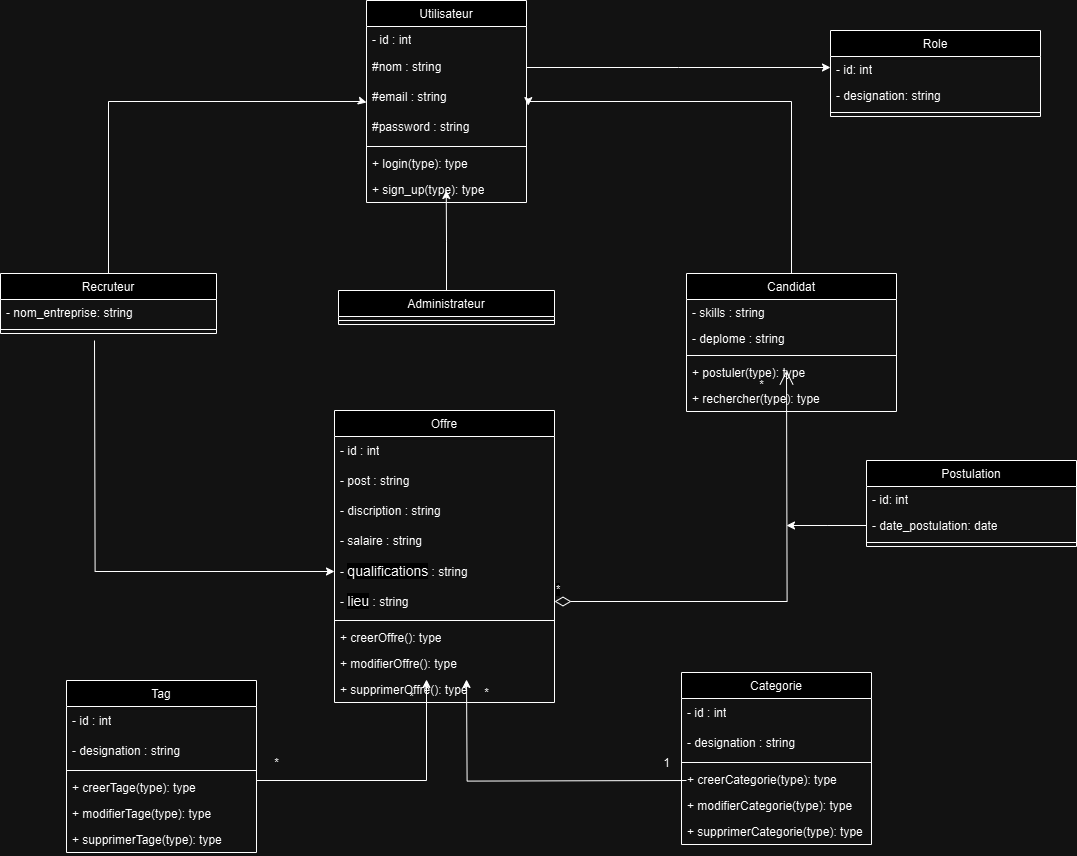 Utilisateur
- id : int
#nom : string
#email : string
#password : string
+ login(type): type
+ sign_up(type): type
Role
- id: int
- designation: string
Recruteur
- nom_entreprise: string
Administrateur
Candidat
- skills : string
- deplome : string
+ postuler(type): type
*
+ rechercher(type): type
Offre
- id : int
- post : string
- discription : string
- salaire : string
- qualifications : string
- lieu : string
+ creerOffre(): type
+ modifierOffre(): type
+ supprimerOffre(): type
*
*
*
Postulation
- id: int
- date_postulation: date
Tag
- id : int
- designation : string
+ creerTage(type): type
+ modifierTage(type): type
+ supprimerTage(type): type
*
Categorie
- id : int
- designation : string
1
+ creerCategorie(type): type
+ modifierCategorie(type): type
+ supprimerCategorie(type): type